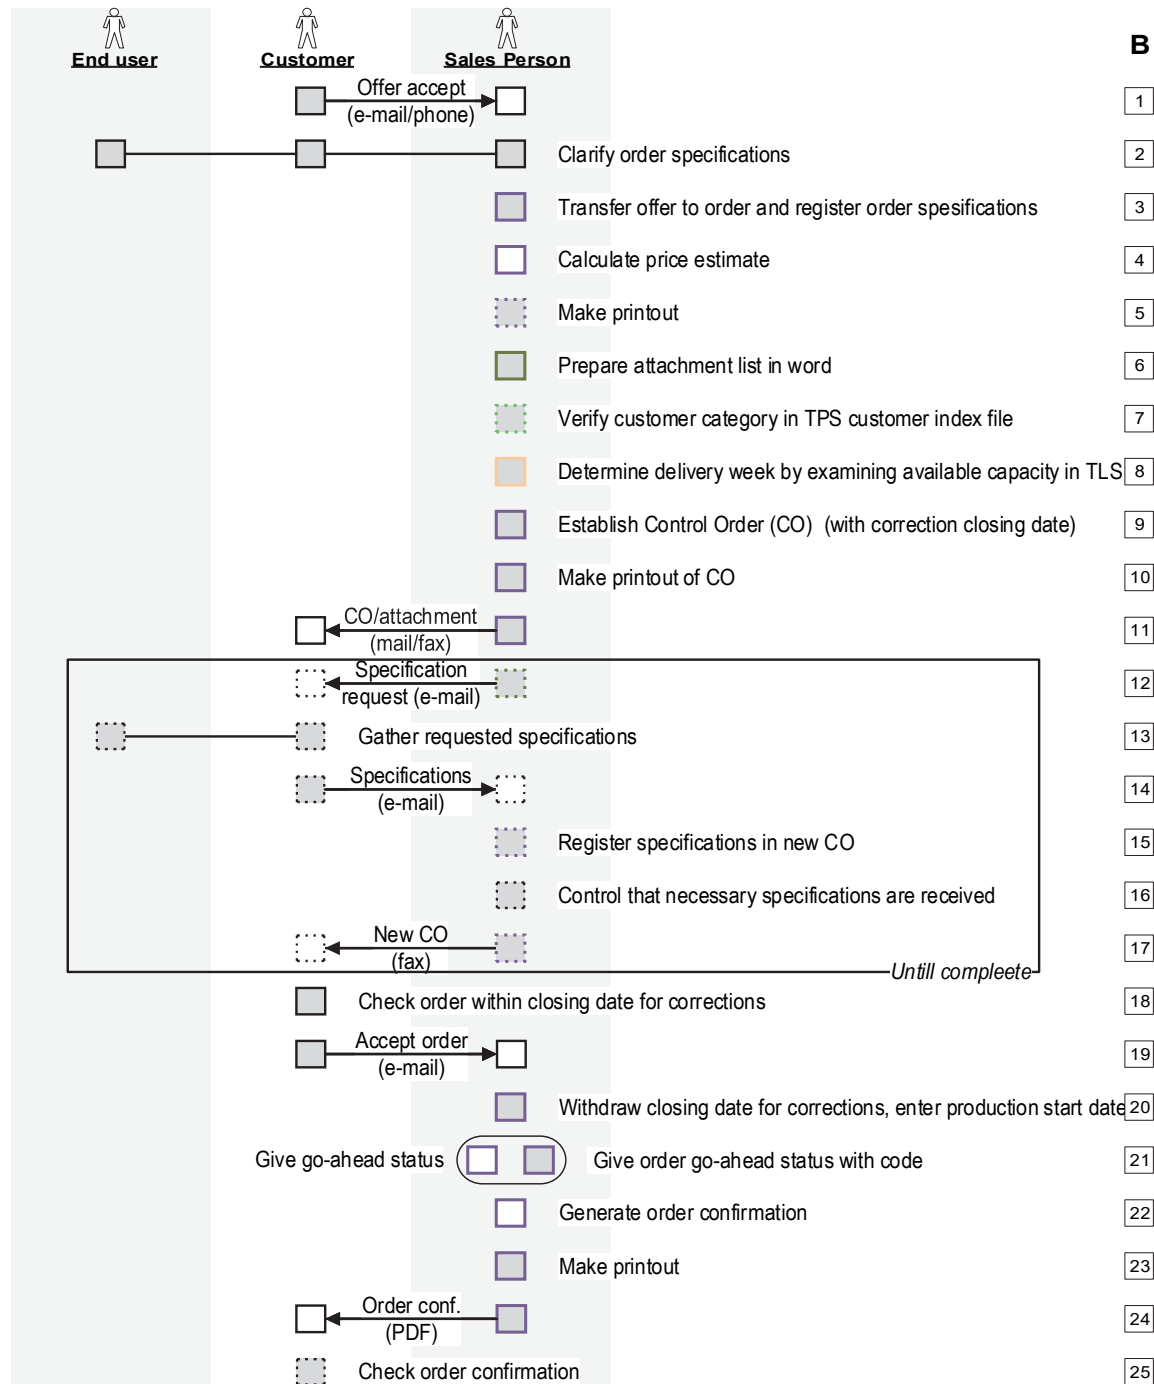 B
End user
Customer
Sales Person
Offer accept
(e-mail/phone)
1
Clarify order specifications
2
Transfer offer to order and register order spesifications
3
Calculate price estimate
4
Make printout
5
Prepare attachment list in word
6
Verify customer category in TPS customer index file
7
Determine delivery week by examining available capacity in TLS
8
Establish Control Order (CO) (with correction closing date)
9
Make printout of CO
10
CO/attachment
(mail/fax)
11
Specification
request (e-mail)
12
Gather requested specifications
13
Specifications
(e-mail)
14
Register specifications in new CO
15
Control that necessary specifications are received
16
New CO
(fax)
17
Untill compleete
Check order within closing date for corrections
18
Accept order
(e-mail)
19
Withdraw closing date for corrections, enter production start date
20
Give go-ahead status
Give order go-ahead status with code
21
Generate order confirmation
22
Make printout
23
Order conf.
(PDF)
24
Check order confirmation
25